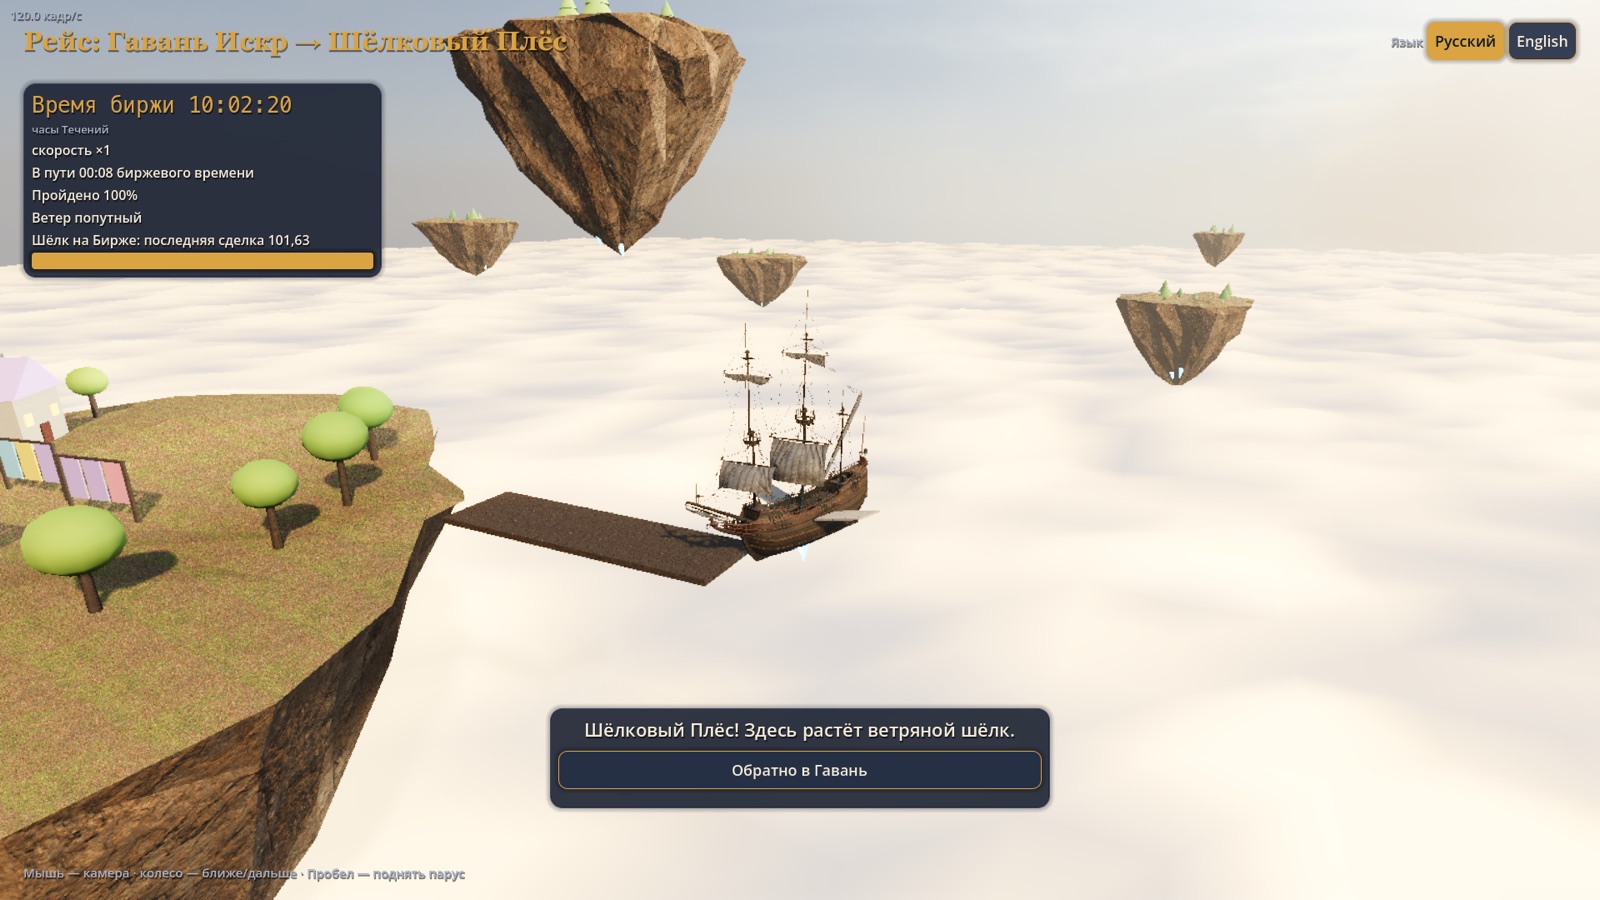 120.0 кадр/с
Рейс: Гавань Искр → Шёлковый Плёс
Язык Русский English
Время биржи 10:02:20
часы Течений
скорость ×1
В пути 00:08 биржевого времени
Пройдено 100%
Ветер попутный
Шёлк на Бирже: последняя сделка 101,63
Шёлковый Плёс! Здесь растёт ветряной шёлк.
Обратно в Гавань
Мышь — камера · колесо — ближе/дальше · Пробел — поднять парус